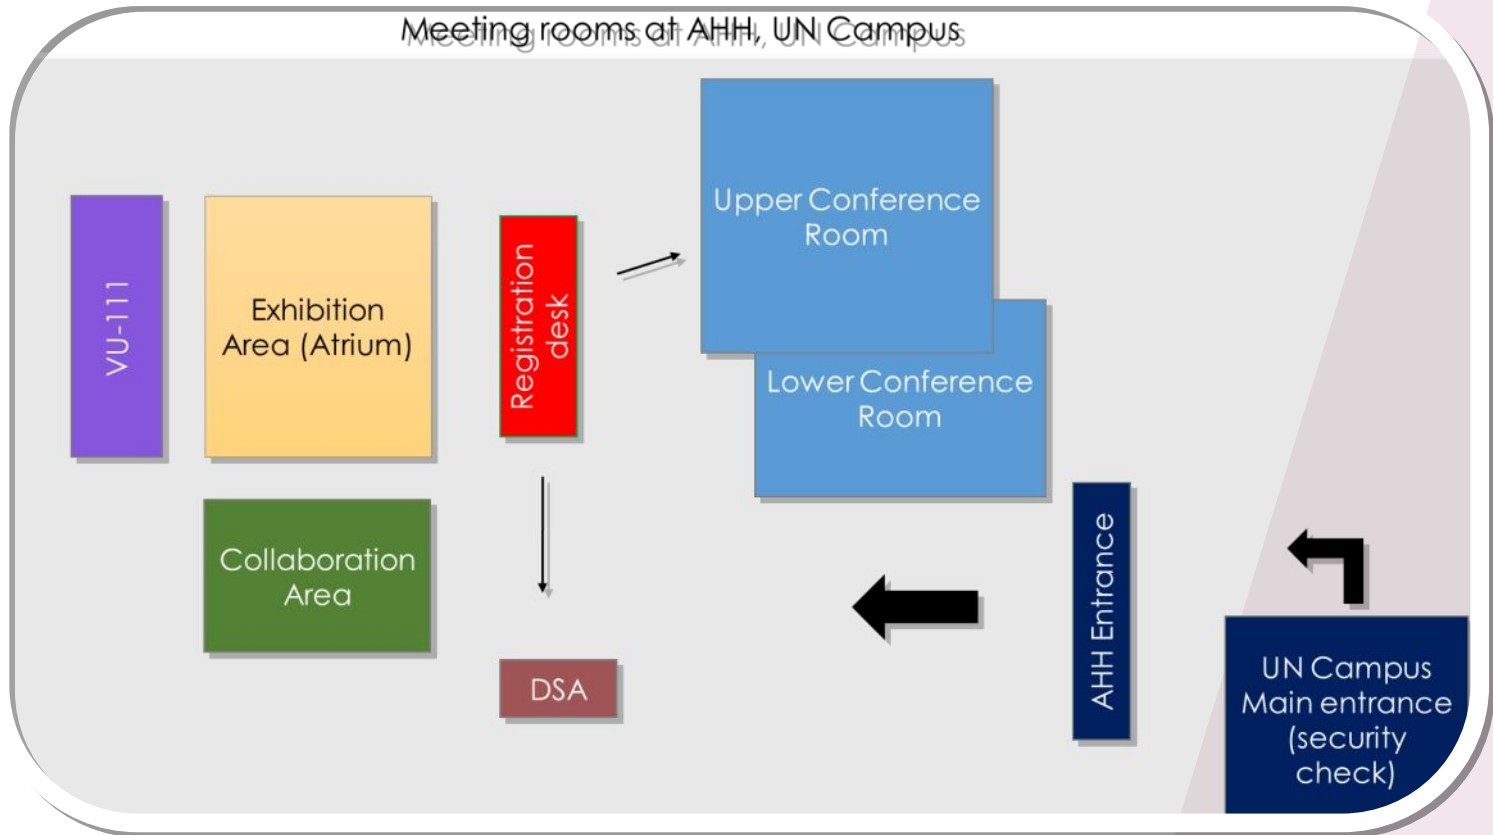 Meeting rooms at AHH, UN Campus
VU-111
Exhibition
Area (Atrium)
Registration
desk
Upper Conference
Room
Lower Conference
Room
Collaboration
Area
DSA
AHH Entrance
UN Campus
Main entrance
(security
check)